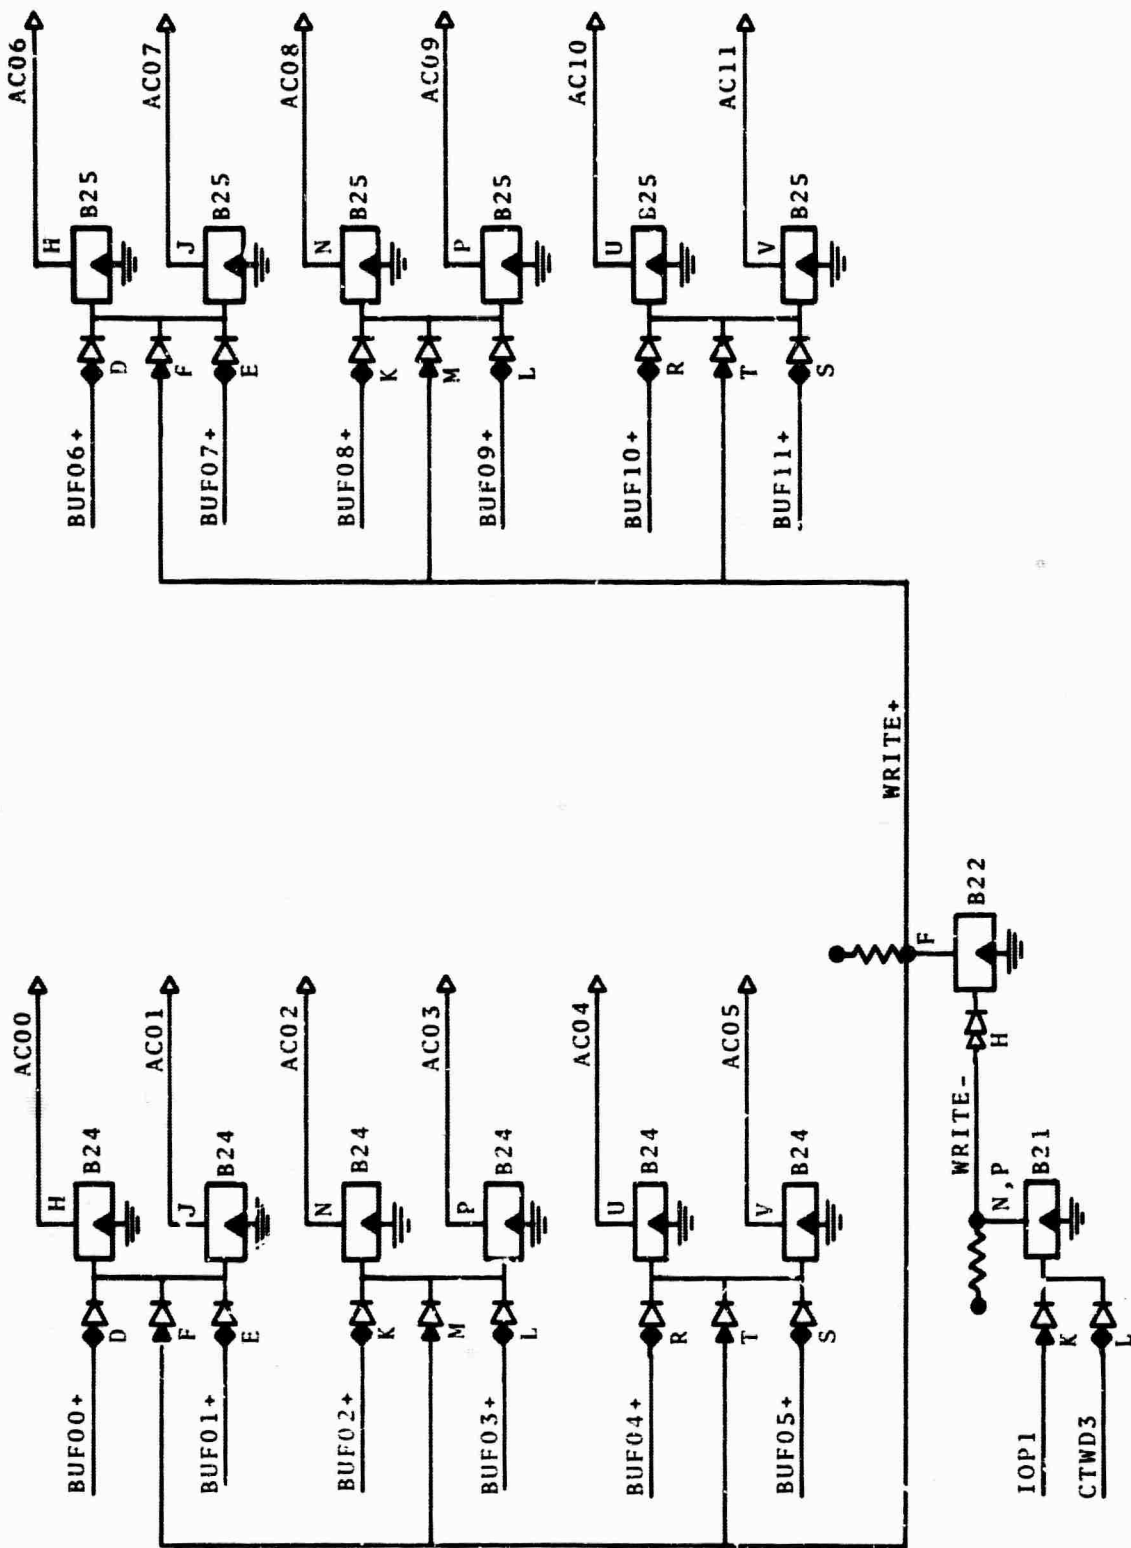 AC00
H
B24
BUF00+
D
F
AC01
J
B24
BUF01+
E
AC02
N
B24
BUF02+
K
M
AC03
P
B24
BUF03+
L
AC04
U
B24
BUF04+
R
T
AC05
V
B24
BUF05+
S
AC06
H
B25
BUF06+
D
F
AC07
J
B25
BUF07+
E
AC08
N
B25
BUF08+
K
M
AC09
P
B25
BUF09+
L
AC10
U
B25
BUF10+
R
T
AC11
V
B25
BUF11+
S
WRITE+
F
B22
H
WRITE-
N,P
B21
IOP1
K
CTWD3
L